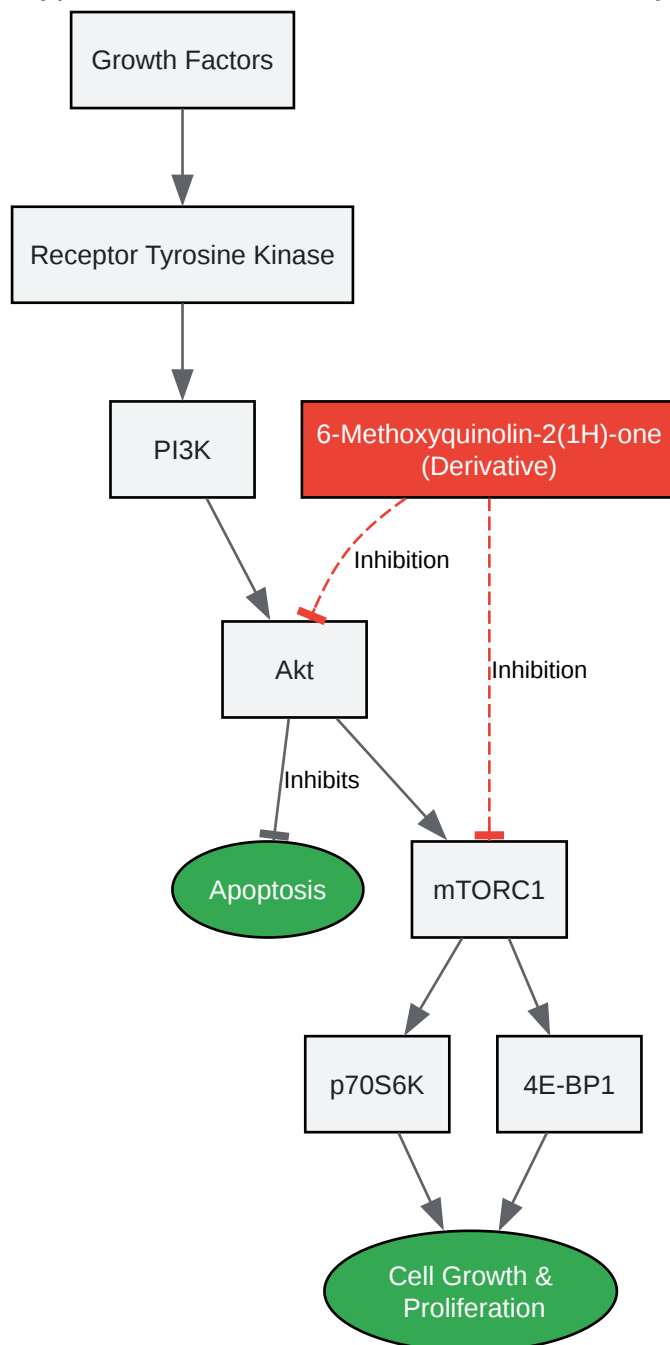 Growth Factors
Receptor Tyrosine Kinase
PI3K
6-Methoxyquinolin-2(1H)-one
(Derivative)
Inhibition
Akt
Inhibition
Inhibits
Apoptosis
mTORC1
p70S6K
4E-BP1
Cell Growth &
Proliferation